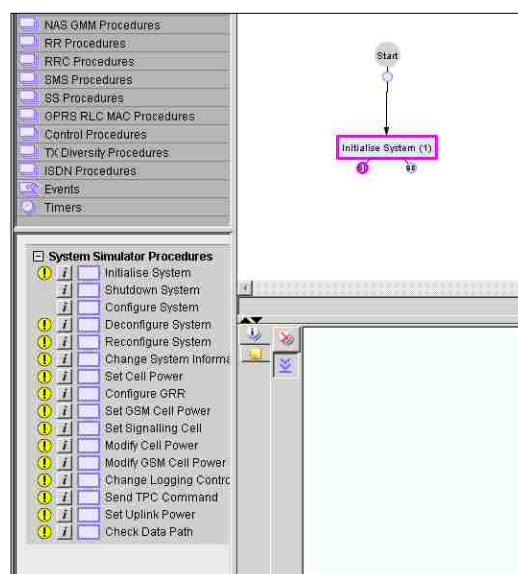 NAS GMM Procedures
RR Procedures
RRC Procedures
SMS Procedures
SS Procedures
GPRS RLC MAC Procedures
Control Procedures
TX Diversity Procedures
ISDN Procedures
Events
Timers
Start
Initialise System (1)
System Simulator Procedures
Initialise System
Shutdown System
Configure System
Deconfigure System
Reconfigure System
Change System Informa
Set Cell Power
Configure GRR
Set GSM Cell Power
Set Signalling Cell
Modify Cell Power
Modify GSM Cell Power
Change Logging Contro
Send TPC Command
Set Uplink Power
Check Data Path